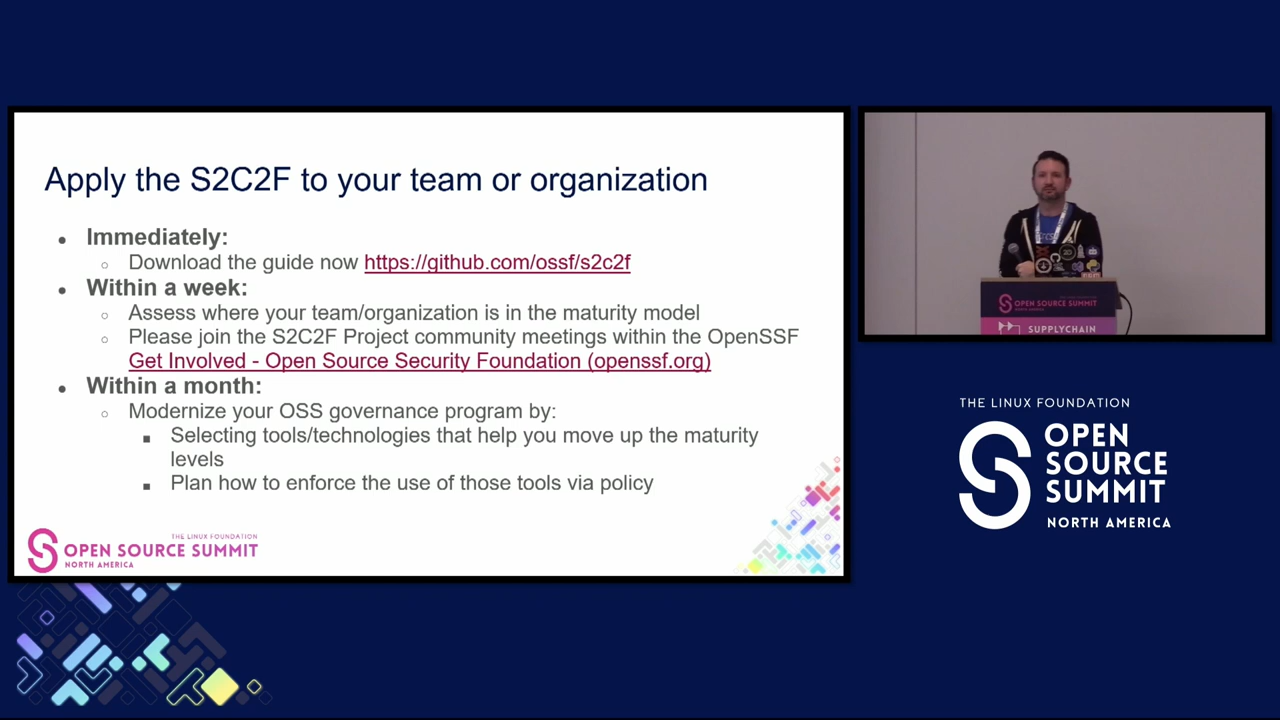 Apply the S2C2F to your team or organization
● Immediately:
○ Download the guide now https://github.com/ossf/s2c2f
● Within a week:
○ Assess where your team/organization is in the maturity model
○ Please join the S2C2F Project community meetings within the OpenSSF
Get Involved - Open Source Security Foundation (openssf.org)
● Within a month:
○ Modernize your OSS governance program by:
■ Selecting tools/technologies that help you move up the maturity
levels
■ Plan how to enforce the use of those tools via policy
THE LINUX FOUNDATION
OPEN SOURCE SUMMIT
NORTH AMERICA
OPEN SOURCE SUMMIT
SUPPLYCHAIN
THE LINUX FOUNDATION
OPEN
SOURCE
SUMMIT
NORTH AMERICA